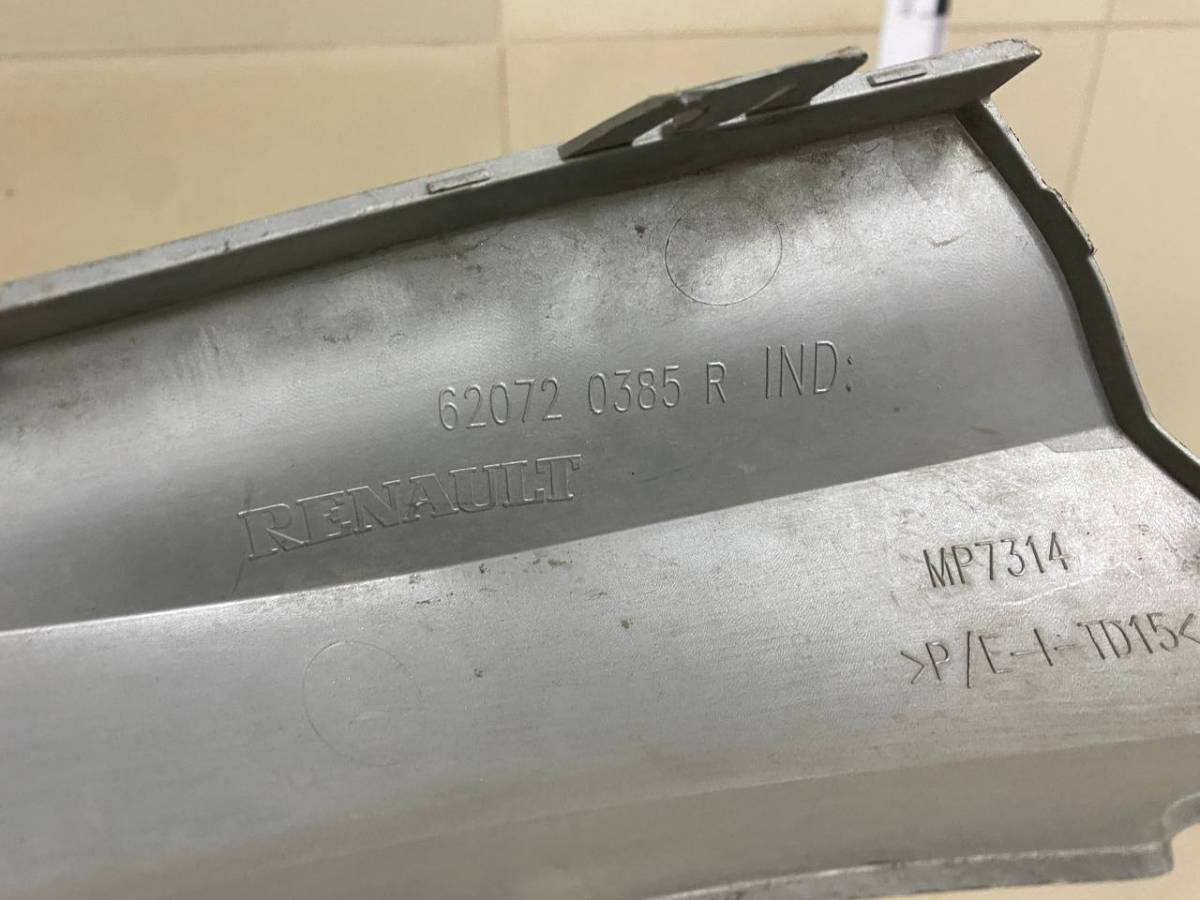 62072 0385 R IND:
RENAULT
MP7314
>P/E-I-TD15<